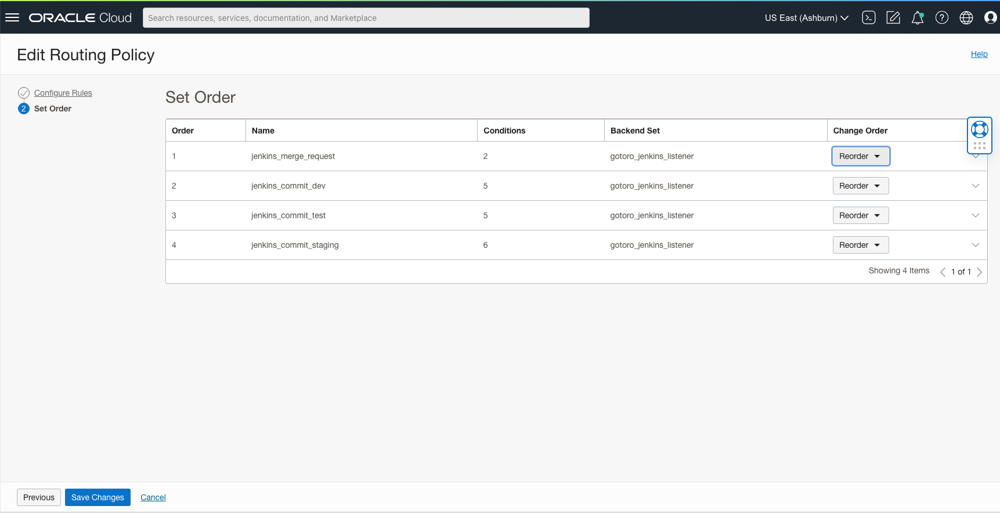 ORACLE Cloud
Search resources, services, documentation, and Marketplace
US East (Ashburn)
Edit Routing Policy
Help
Configure Rules
2 Set Order
Set Order
Order Name Conditions Backend Set Change Order
1 jenkins_merge_request 2 gotoro_jenkins_listener Reorder
2 jenkins_commit_dev 5 gotoro_jenkins_listener Reorder
3 jenkins_commit_test 5 gotoro_jenkins_listener Reorder
4 jenkins_commit_staging 6 gotoro_jenkins_listener Reorder
Showing 4 Items 1 of 1
Previous Save Changes Cancel